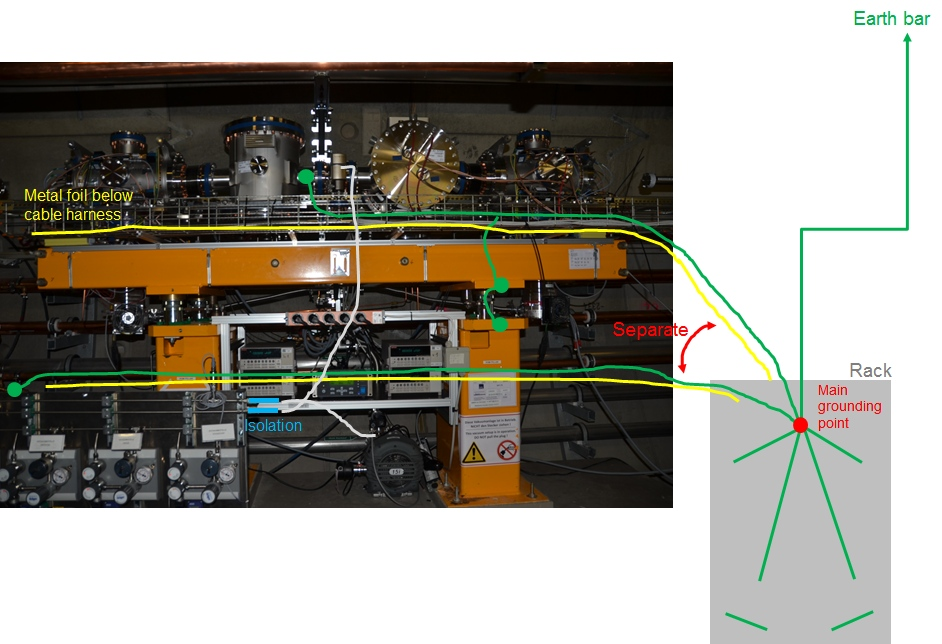 Earth bar
Metal foil below
cable harness
Separate
Rack
Main
grounding
point
Isolation